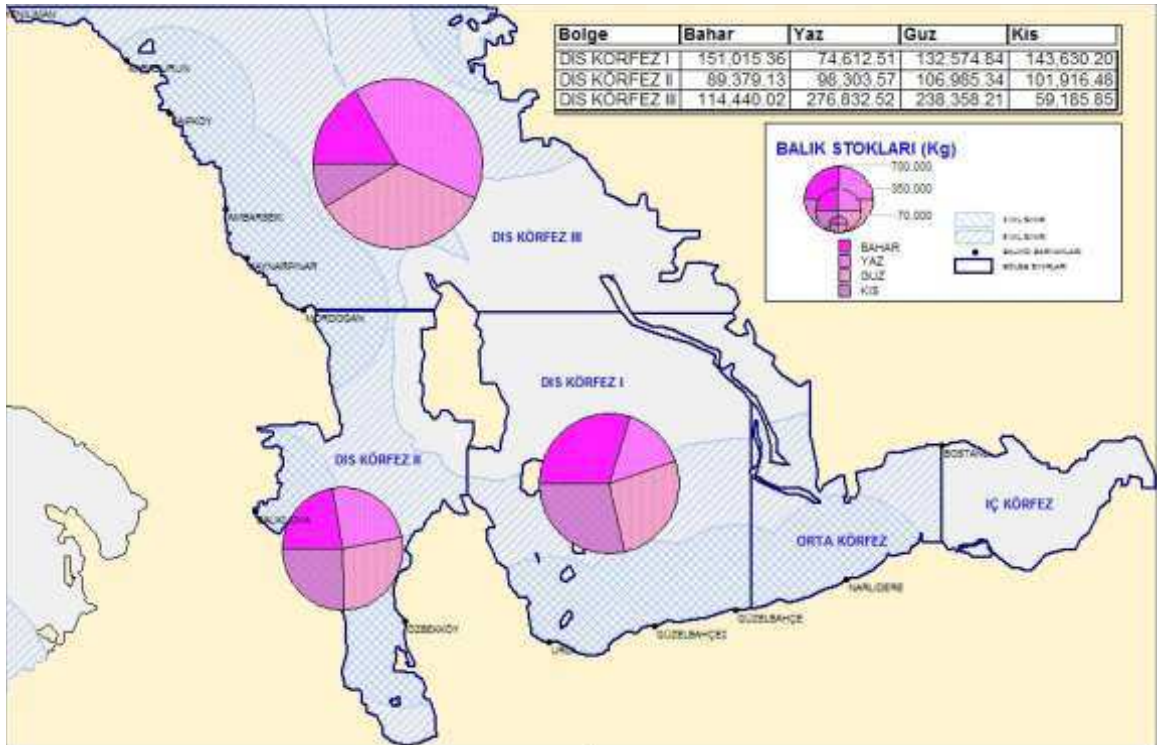 Bolge Bahar Yaz Guz Kis
DIS KORFEZ I 151,015.36 74,612.51 132,574.84 143,630.20
DIS KORFEZ II 89,379.13 98,303.57 106,985.34 101,916.48
DIS KORFEZ III 114,440.02 276,832.52 238,358.21 59,185.85
BALIK STOKLARI (Kg)
700.000
350.000
70.000
BAHAR
YAZ
GUZ
KIS
DIS KÖRFEZ III
MORDOGAN
DIS KÖRFEZ I
DIS KÖRFEZ II
BOSTANLI
IÇ KÖRFEZ
ORTA KÖRFEZ
NARLIDERE
GÜZELBAHÇE
GÜZELBAHÇE2
ÖZBEKKÖY